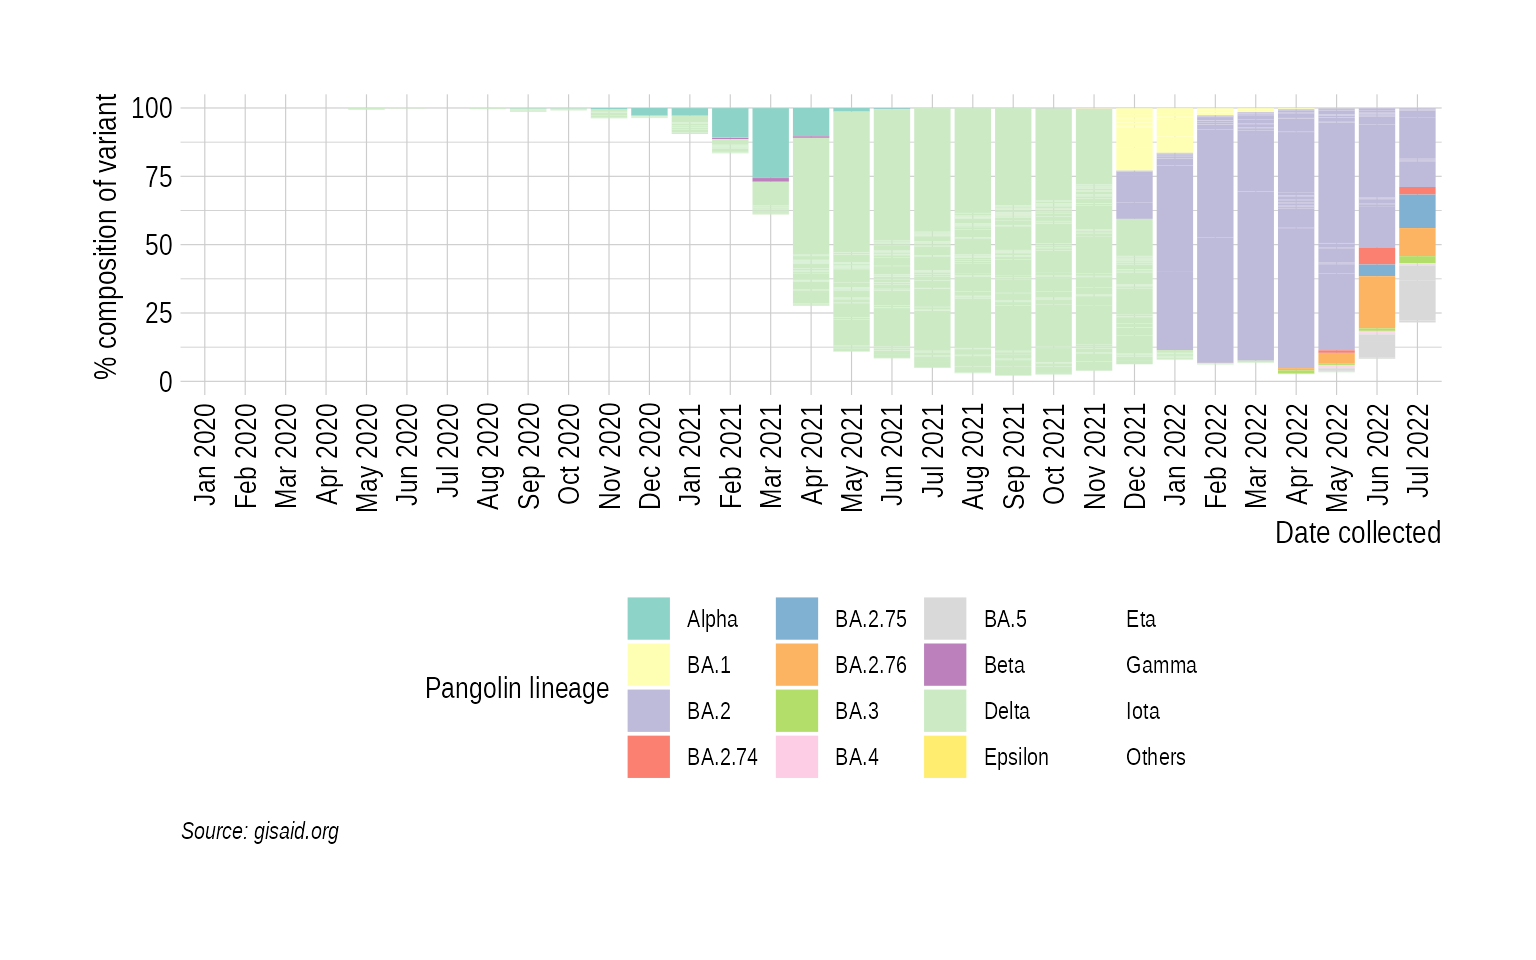 % composition of variant
100
75
50
25
0
Jan 2020
Feb 2020
Mar 2020
Apr 2020
May 2020
Jun 2020
Jul 2020
Aug 2020
Sep 2020
Oct 2020
Nov 2020
Dec 2020
Jan 2021
Feb 2021
Mar 2021
Apr 2021
May 2021
Jun 2021
Jul 2021
Aug 2021
Sep 2021
Oct 2021
Nov 2021
Dec 2021
Jan 2022
Feb 2022
Mar 2022
Apr 2022
May 2022
Jun 2022
Jul 2022
Date collected
Pangolin lineage
Alpha
BA.1
BA.2
BA.2.74
BA.2.75
BA.2.76
BA.3
BA.4
BA.5
Beta
Delta
Epsilon
Eta
Gamma
Iota
Others
Source: gisaid.org